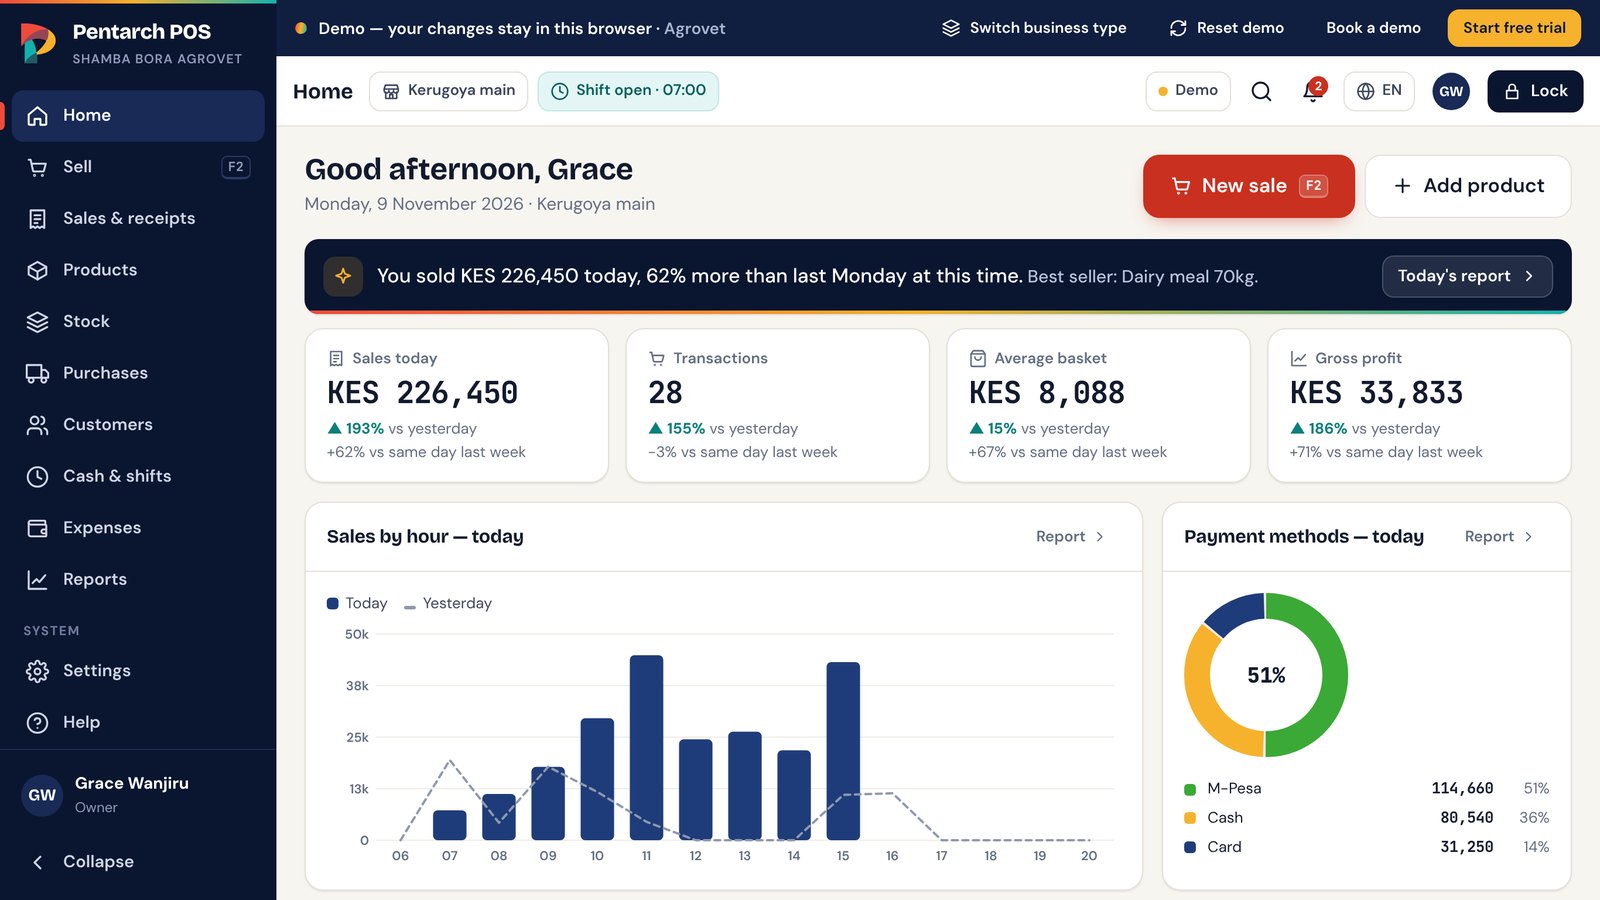 Pentarch POS
SHAMBA BORA AGROVET
Home
Sell F2
Sales & receipts
Products
Stock
Purchases
Customers
Cash & shifts
Expenses
Reports
SYSTEM
Settings
Help
GW Grace Wanjiru
Owner
Collapse
Demo — your changes stay in this browser · Agrovet
Switch business type
Reset demo
Book a demo
Start free trial
Home
Kerugoya main
Shift open · 07:00
Demo
2
EN
GW
Lock
Good afternoon, Grace
Monday, 9 November 2026 · Kerugoya main
New sale F2
Add product
You sold KES 226,450 today, 62% more than last Monday at this time. Best seller: Dairy meal 70kg.
Today's report
Sales today
KES 226,450
▲ 193% vs yesterday
+62% vs same day last week
Transactions
28
▲ 155% vs yesterday
-3% vs same day last week
Average basket
KES 8,088
▲ 15% vs yesterday
+67% vs same day last week
Gross profit
KES 33,833
▲ 186% vs yesterday
+71% vs same day last week
Sales by hour — today
Report
Today Yesterday
50k
38k
25k
13k
0
06 07 08 09 10 11 12 13 14 15 16 17 18 19 20
Payment methods — today
Report
51%
M-Pesa 114,660 51%
Cash 80,540 36%
Card 31,250 14%